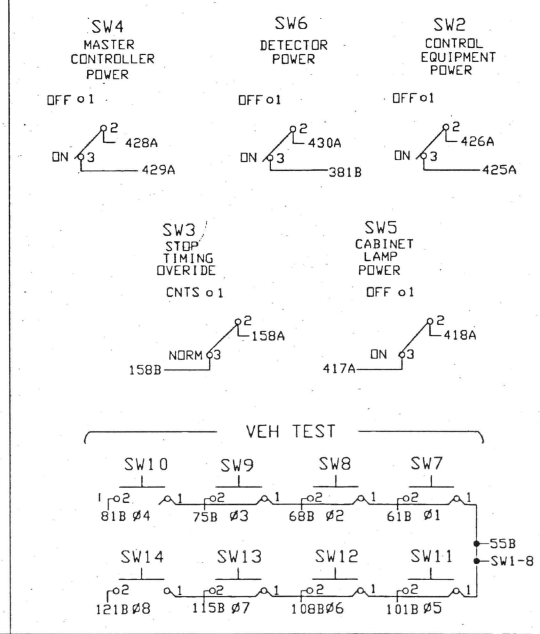 SW4
MASTER
CONTROLLER
POWER
OFF 1
2
428A
ON 3
429A
SW6
DETECTOR
POWER
OFF 1
2
430A
ON 3
381B
SW2
CONTROL
EQUIPMENT
POWER
OFF 1
2
426A
ON 3
425A
SW3
STOP
TIMING
OVERIDE
CNTS 1
2
158A
NORM 3
158B
SW5
CABINET
LAMP
POWER
OFF 1
2
418A
ON 3
417A
VEH TEST
SW10 SW9 SW8 SW7
2 1 2 1 2 1 2 1
81B Ø4 75B Ø3 68B Ø2 61B Ø1
55B
SW1-8
SW14 SW13 SW12 SW11
2 1 2 1 2 1 2 1
121B Ø8 115B Ø7 108B Ø6 101B Ø5